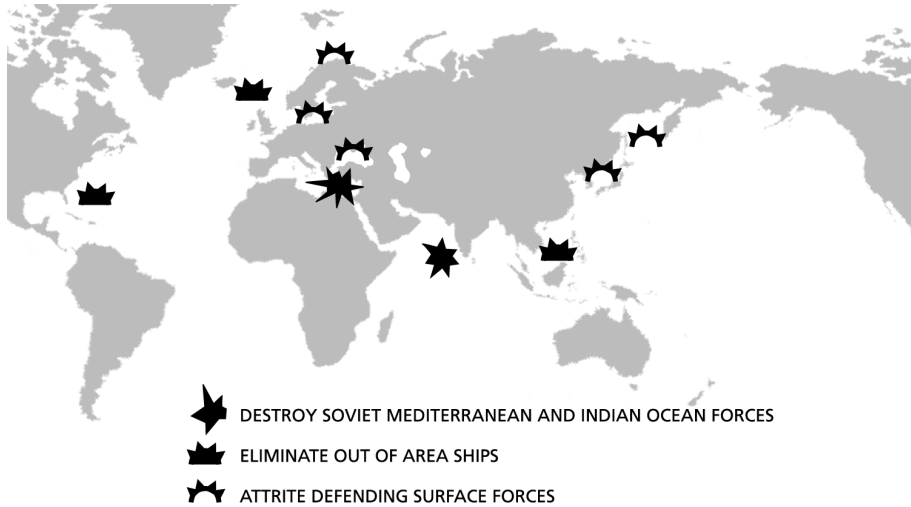 DESTROY SOVIET MEDITERRANEAN AND INDIAN OCEAN FORCES
ELIMINATE OUT OF AREA SHIPS
ATTRITE DEFENDING SURFACE FORCES